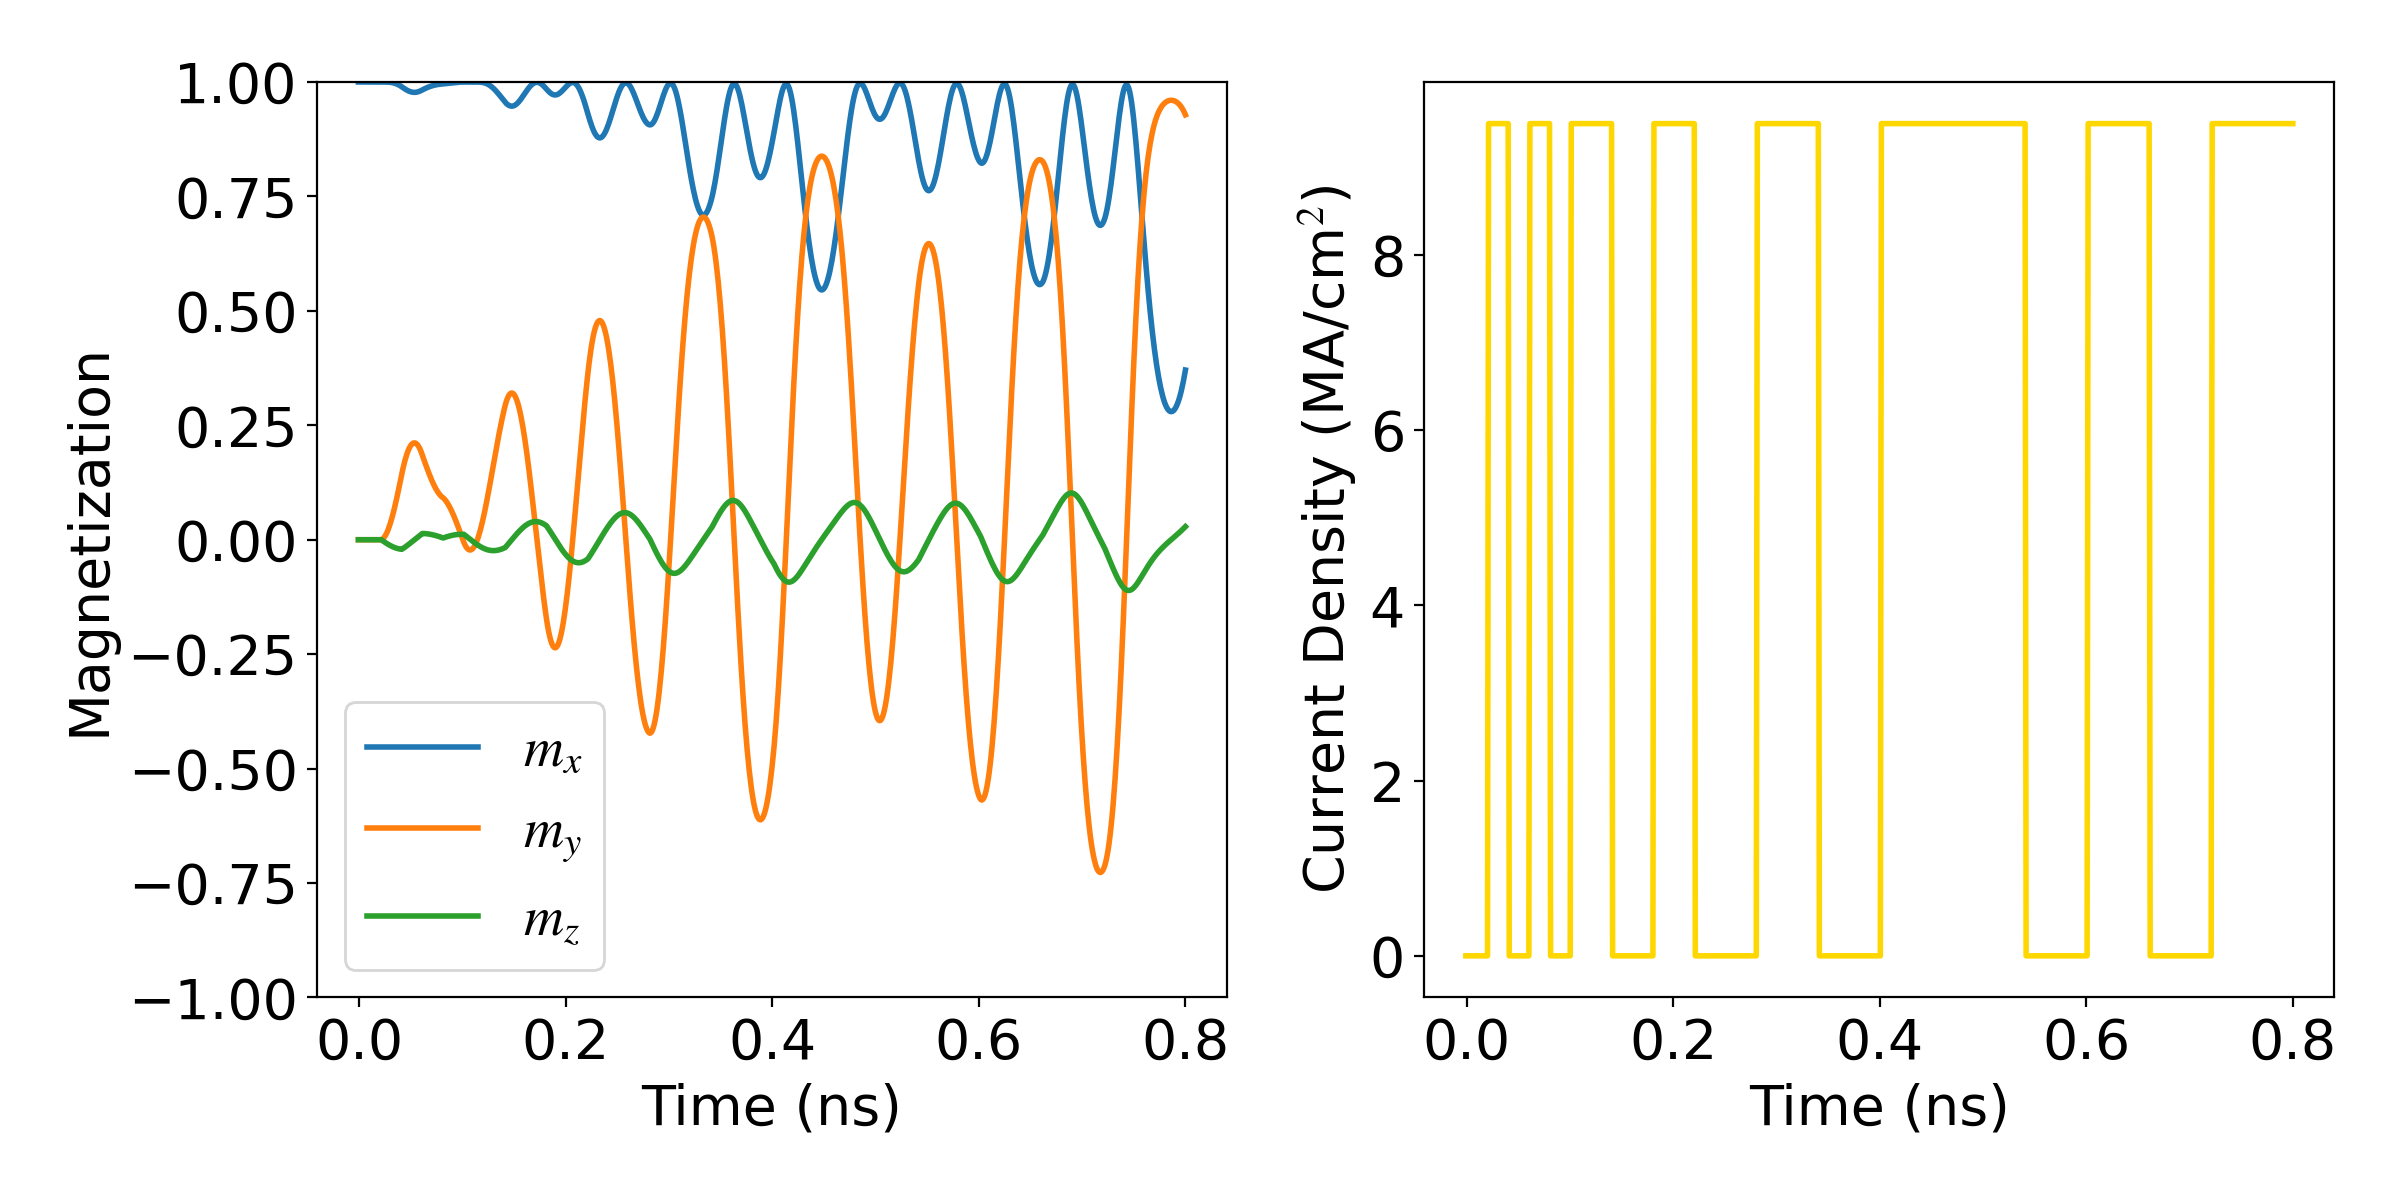 Magnetization
1.00
0.75
0.50
0.25
0.00
−0.25
−0.50
−0.75
−1.00
m_x
m_y
m_z
0.0 0.2 0.4 0.6 0.8
Time (ns)
Current Density (MA/cm²)
8
6
4
2
0
0.0 0.2 0.4 0.6 0.8
Time (ns)